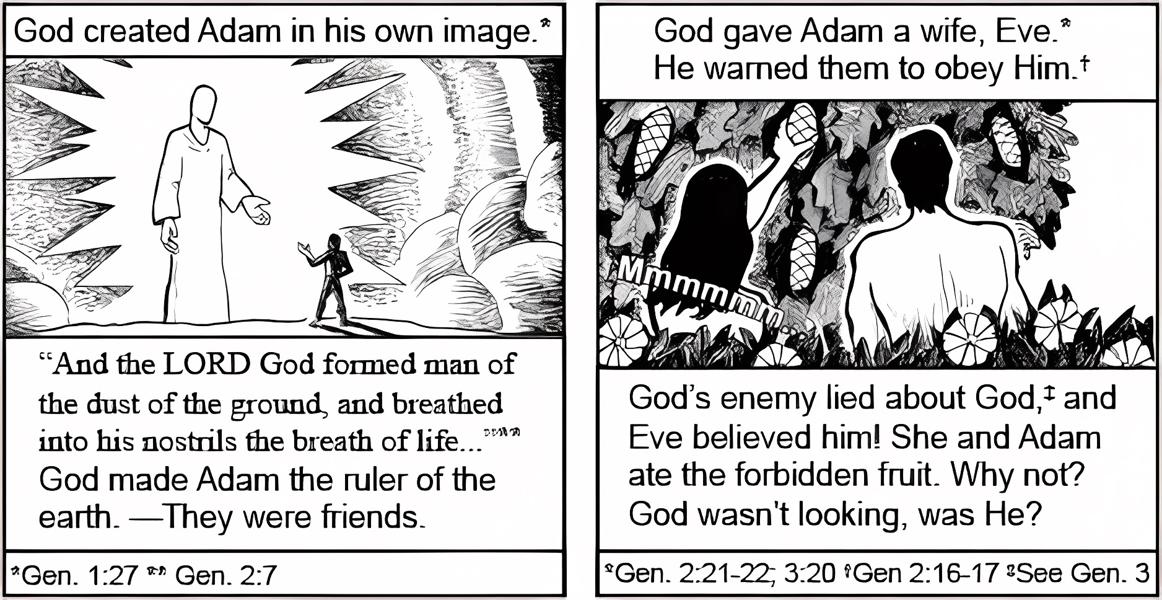 God created Adam in his own image.*
“And the LORD God formed man of
the dust of the ground, and breathed
into his nostrils the breath of life...”**
God made Adam the ruler of the
earth. —They were friends.
*Gen. 1:27 ** Gen. 2:7
God gave Adam a wife, Eve.*
He warned them to obey Him.†
Mmmmmmm...
God's enemy lied about God,‡ and
Eve believed him! She and Adam
ate the forbidden fruit. Why not?
God wasn't looking, was He?
*Gen. 2:21-22; 3:20 †Gen 2:16-17 ‡See Gen. 3